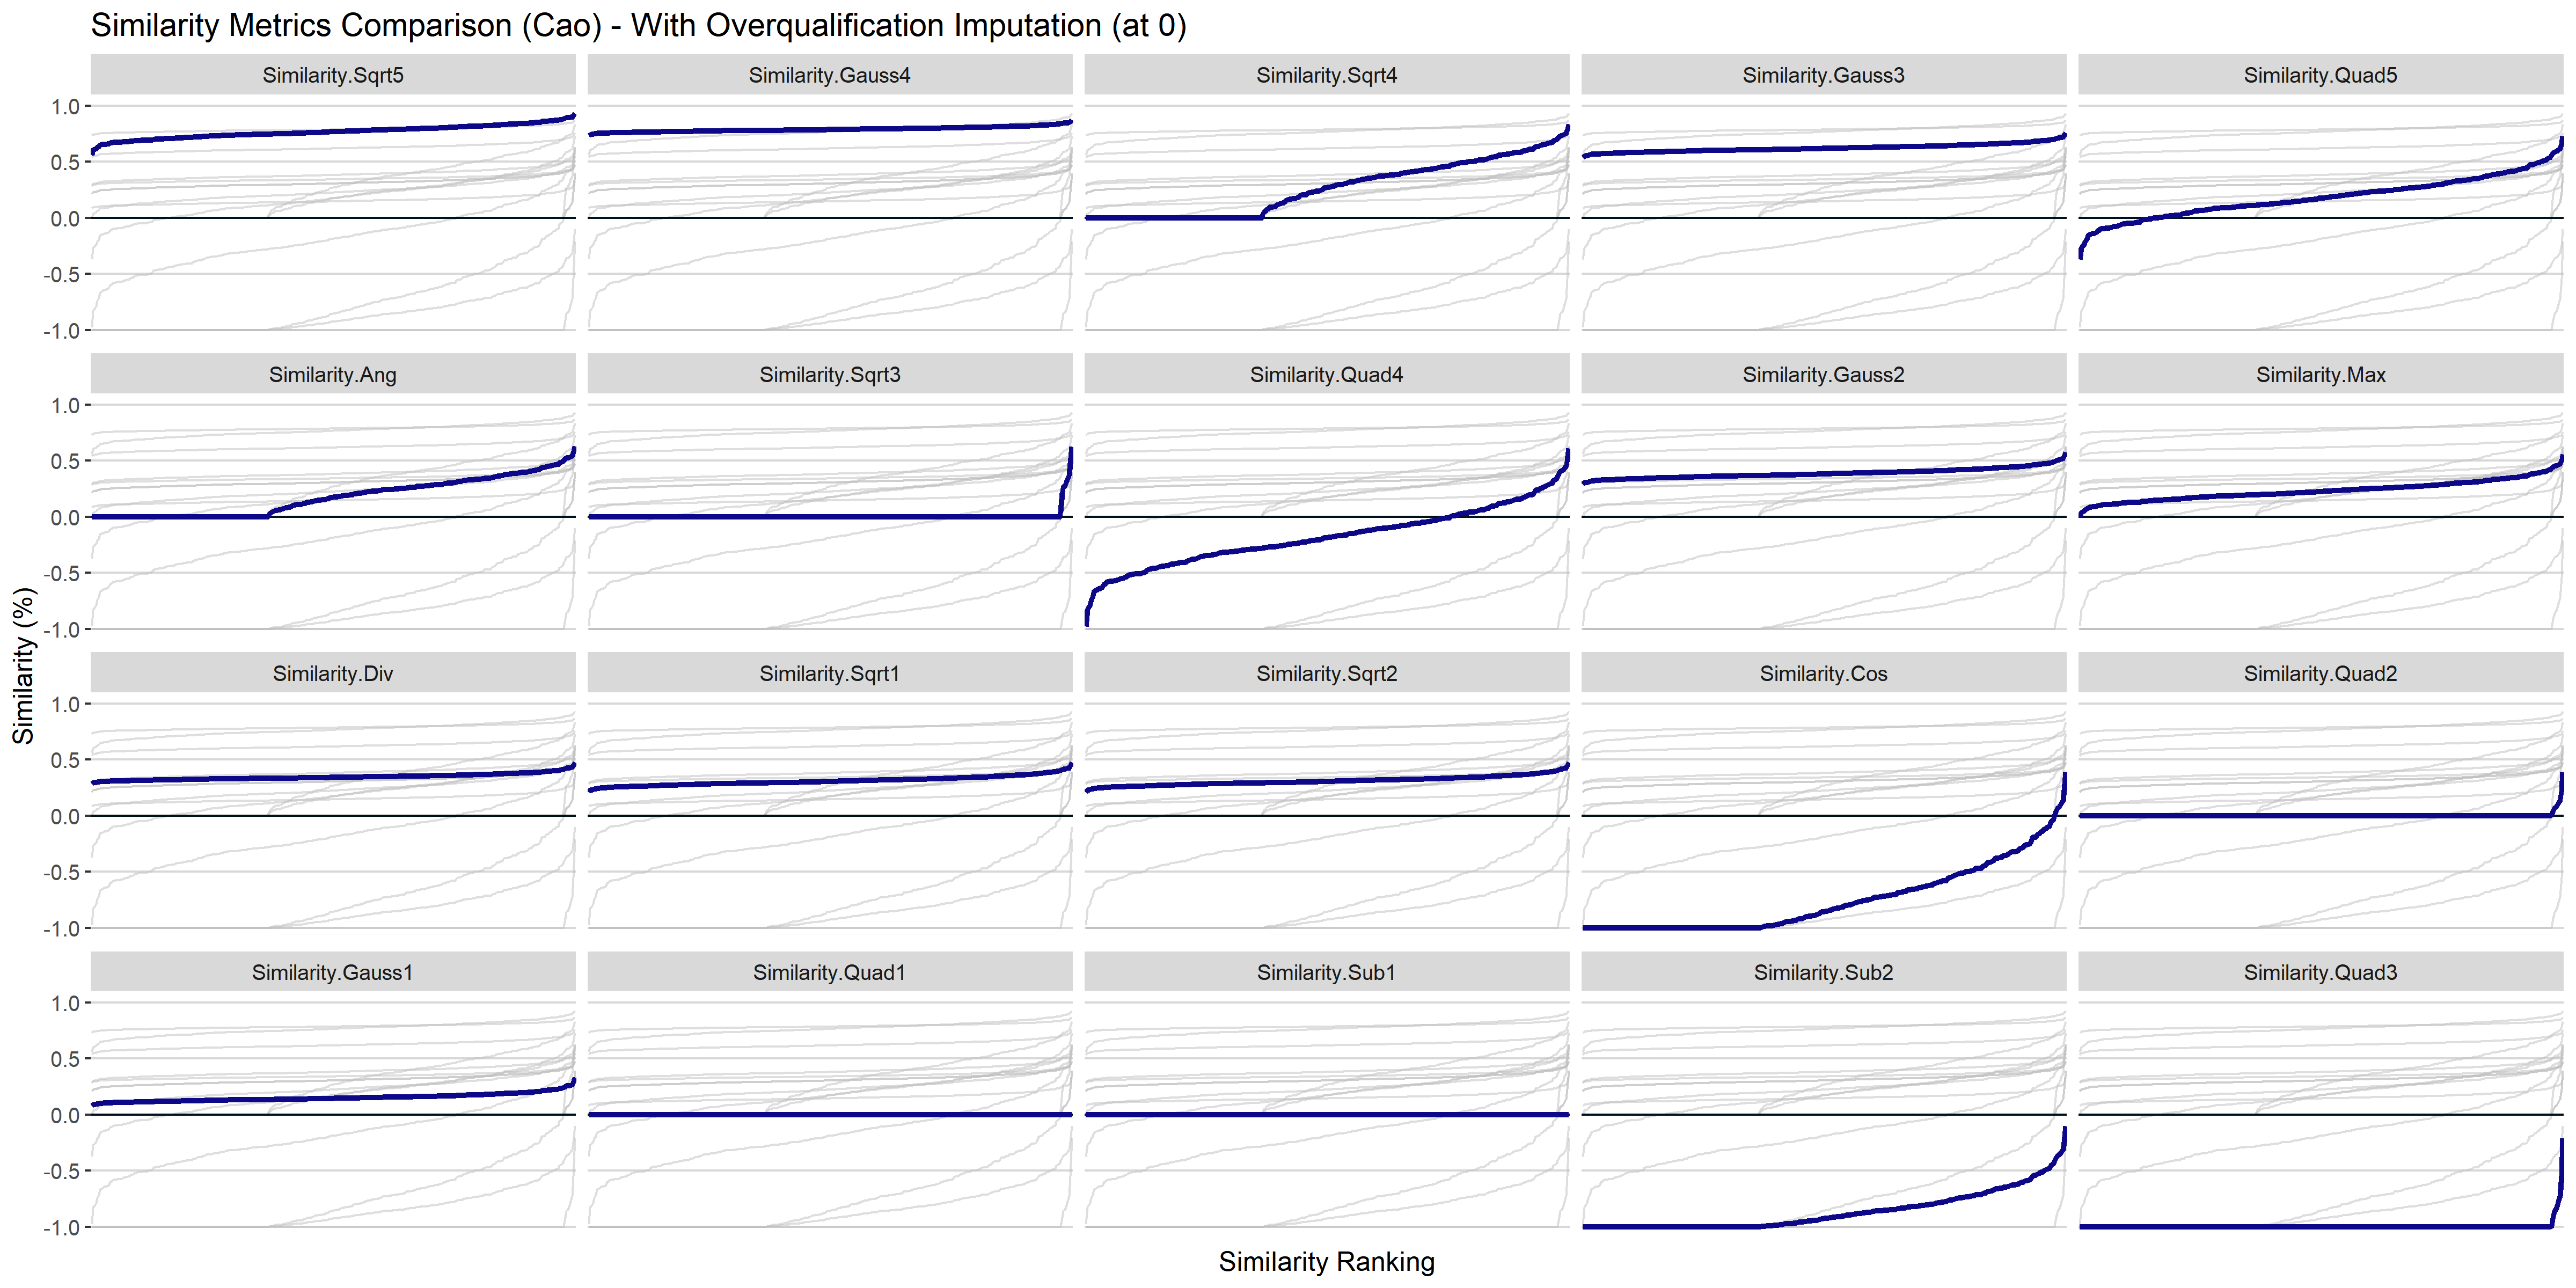 Similarity Metrics Comparison (Cao) - With Overqualification Imputation (at 0)
Similarity.Sqrt5
Similarity.Gauss4
Similarity.Sqrt4
Similarity.Gauss3
Similarity.Quad5
1.0
0.5
0.0
-0.5
-1.0
Similarity.Ang
Similarity.Sqrt3
Similarity.Quad4
Similarity.Gauss2
Similarity.Max
1.0
0.5
0.0
-0.5
-1.0
Similarity (%)
Similarity.Div
Similarity.Sqrt1
Similarity.Sqrt2
Similarity.Cos
Similarity.Quad2
1.0
0.5
0.0
-0.5
-1.0
Similarity.Gauss1
Similarity.Quad1
Similarity.Sub1
Similarity.Sub2
Similarity.Quad3
1.0
0.5
0.0
-0.5
-1.0
Similarity Ranking